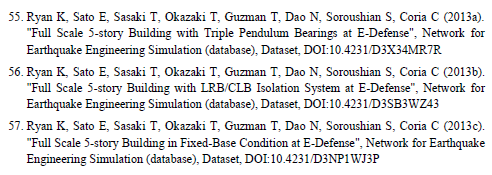 55. Ryan K, Sato E, Sasaki T, Okazaki T, Guzman T, Dao N, Soroushian S, Coria C (2013a).
"Full Scale 5-story Building with Triple Pendulum Bearings at E-Defense", Network for
Earthquake Engineering Simulation (database), Dataset, DOI:10.4231/D3X34MR7R
56. Ryan K, Sato E, Sasaki T, Okazaki T, Guzman T, Dao N, Soroushian S, Coria C (2013b).
"Full Scale 5-story Building with LRB/CLB Isolation System at E-Defense", Network for
Earthquake Engineering Simulation (database), Dataset, DOI:10.4231/D3SB3WZ43
57. Ryan K, Sato E, Sasaki T, Okazaki T, Guzman T, Dao N, Soroushian S, Coria C (2013c).
"Full Scale 5-story Building in Fixed-Base Condition at E-Defense", Network for Earthquake
Engineering Simulation (database), Dataset, DOI:10.4231/D3NP1WJ3P